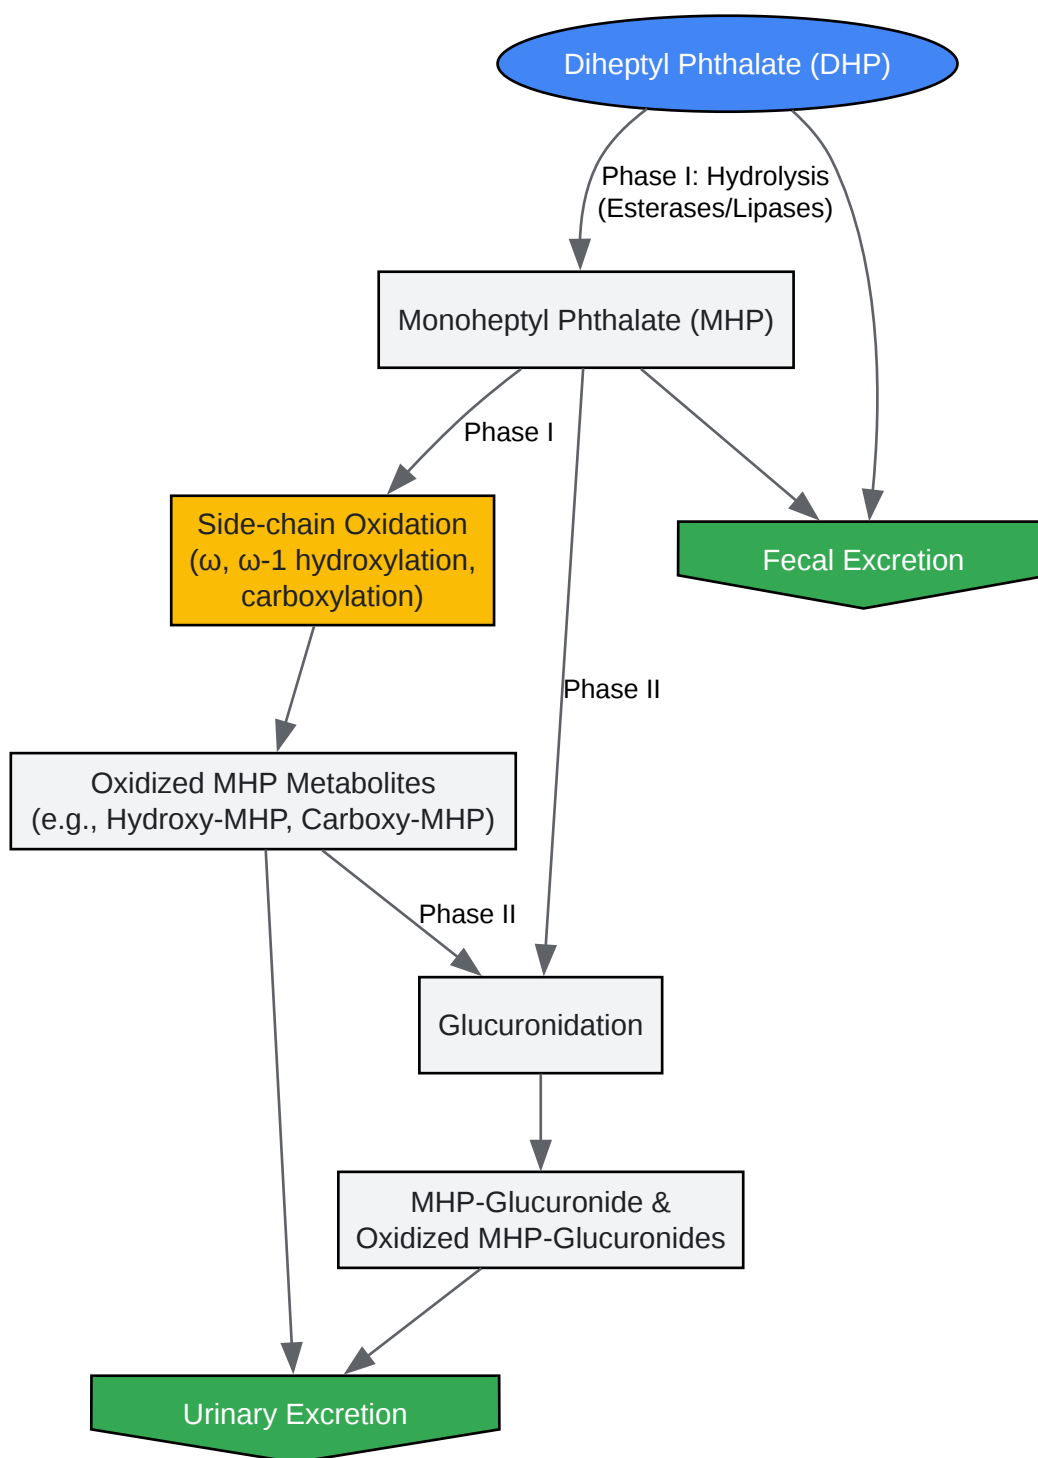 Diheptyl Phthalate (DHP)
Phase I: Hydrolysis
(Esterases/Lipases)
Monoheptyl Phthalate (MHP)
Phase I
Side-chain Oxidation
(ω, ω-1 hydroxylation,
carboxylation)
Fecal Excretion
Phase II
Oxidized MHP Metabolites
(e.g., Hydroxy-MHP, Carboxy-MHP)
Phase II
Glucuronidation
MHP-Glucuronide &
Oxidized MHP-Glucuronides
Urinary Excretion